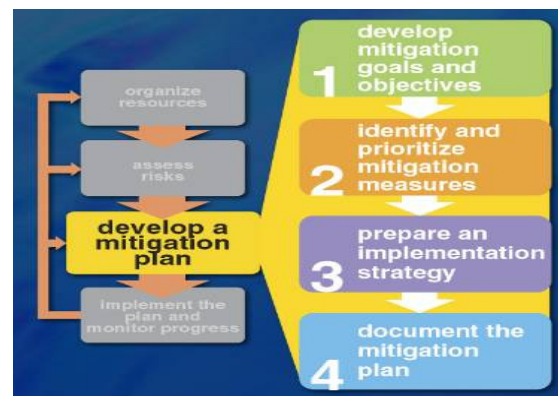 organize
resources
assess
risks
develop a
mitigation
plan
implement the
plan and
monitor progress
1
develop
mitigation
goals and
objectives
2
identify and
prioritize
mitigation
measures
3
prepare an
implementation
strategy
4
document the
mitigation
plan